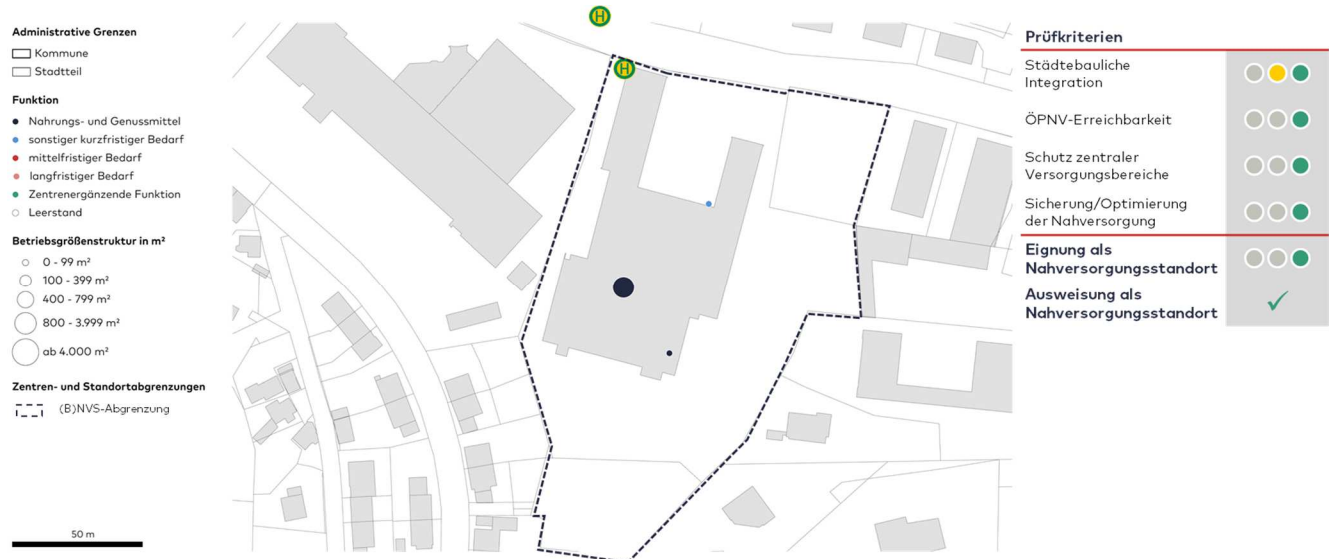 Administrative Grenzen
Kommune
Stadtteil
Funktion
Nahrungs- und Genussmittel
sonstiger kurzfristiger Bedarf
mittelfristiger Bedarf
langfristiger Bedarf
Zentrenergänzende Funktion
Leerstand
Betriebsgrößenstruktur in m²
0 - 99 m²
100 - 399 m²
400 - 799 m²
800 - 3.999 m²
ab 4.000 m²
Zentren- und Standortabgrenzungen
(B)NVS-Abgrenzung
50 m
H
H
Prüfkriterien
Städtebauliche
Integration
ÖPNV-Erreichbarkeit
Schutz zentraler
Versorgungsbereiche
Sicherung/Optimierung
der Nahversorgung
Eignung als
Nahversorgungsstandort
Ausweisung als
Nahversorgungsstandort